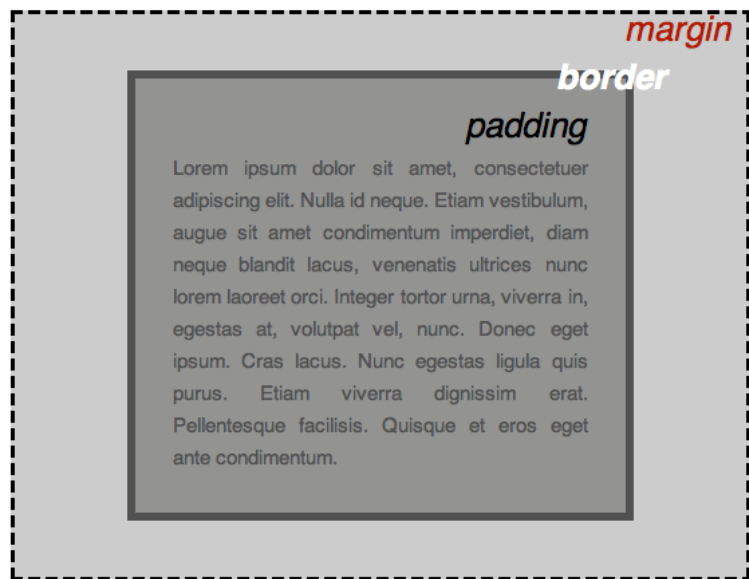 margin
border
padding
Lorem ipsum dolor sit amet, consectetuer
adipiscing elit. Nulla id neque. Etiam vestibulum,
augue sit amet condimentum imperdiet, diam
neque blandit lacus, venenatis ultrices nunc
lorem laoreet orci. Integer tortor urna, viverra in,
egestas at, volutpat vel, nunc. Donec eget
ipsum. Cras lacus. Nunc egestas ligula quis
purus. Etiam viverra dignissim erat.
Pellentesque facilisis. Quisque et eros eget
ante condimentum.